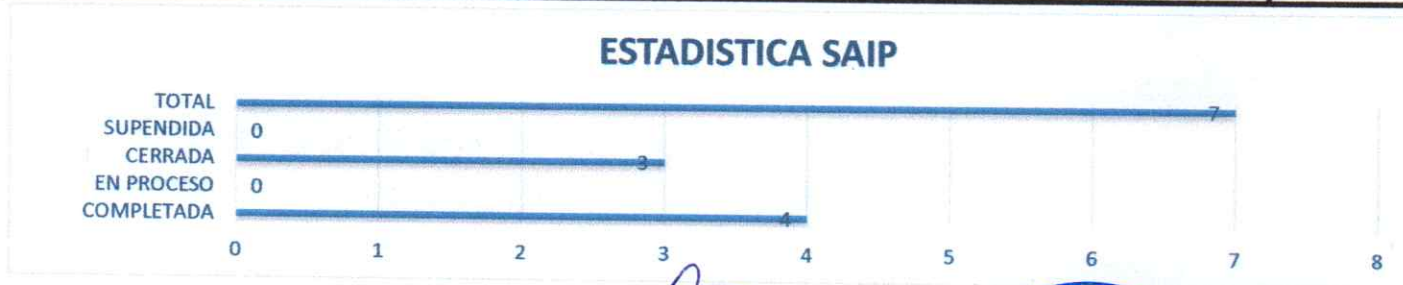 ESTADISTICA SAIP
TOTAL 7
SUPENDIDA 0
CERRADA 3
EN PROCESO 0
COMPLETADA 4
0 1 2 3 4 5 6 7 8